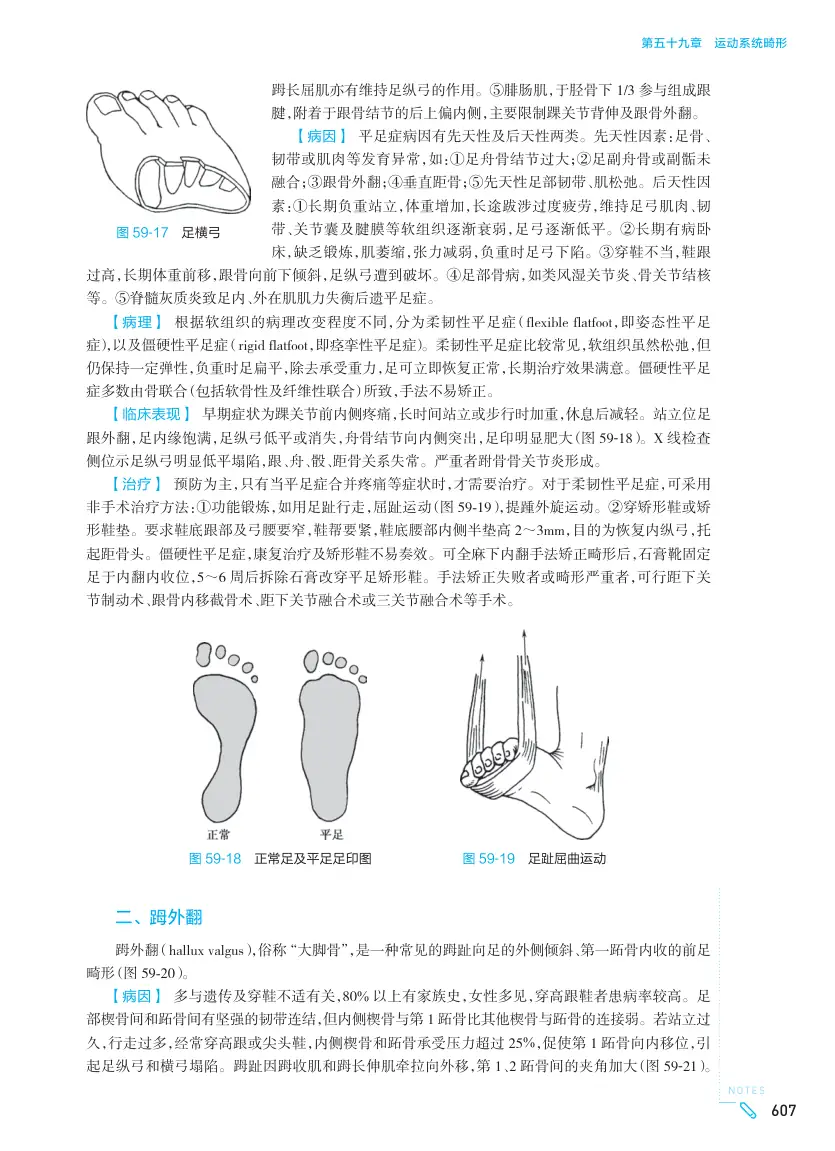 第五十九章 运动系统畸形
𧿹长屈肌亦有维持足纵弓的作用。⑤腓肠肌,于胫骨下 1/3 参与组成跟
腱,附着于跟骨结节的后上偏内侧,主要限制踝关节背伸及跟骨外翻。
【病因】 平足症病因有先天性及后天性两类。先天性因素:足骨、
韧带或肌肉等发育异常,如:①足舟骨结节过大;②足副舟骨或副骺未
融合;③跟骨外翻;④垂直距骨;⑤先天性足部韧带、肌松弛。后天性因
素:①长期负重站立,体重增加,长途跋涉过度疲劳,维持足弓肌肉、韧
带、关节囊及腱膜等软组织逐渐衰弱,足弓逐渐低平。②长期有病卧
床,缺乏锻炼,肌萎缩,张力减弱,负重时足弓下陷。③穿鞋不当,鞋跟
图 59-17 足横弓
过高,长期体重前移,跟骨向前下倾斜,足纵弓遭到破坏。④足部骨病,如类风湿关节炎、骨关节结核
等。⑤脊髓灰质炎致足内、外在肌肌力失衡后遗平足症。
【病理】 根据软组织的病理改变程度不同,分为柔韧性平足症(flexible flatfoot,即姿态性平足
症),以及僵硬性平足症(rigid flatfoot,即痉挛性平足症)。柔韧性平足症比较常见,软组织虽然松弛,但
仍保持一定弹性,负重时足扁平,除去承受重力,足可立即恢复正常,长期治疗效果满意。僵硬性平足
症多数由骨联合(包括软骨性及纤维性联合)所致,手法不易矫正。
【临床表现】 早期症状为踝关节前内侧疼痛,长时间站立或步行时加重,休息后减轻。站立位足
跟外翻,足内缘饱满,足纵弓低平或消失,舟骨结节向内侧突出,足印明显肥大(图 59-18)。X 线检查
侧位示足纵弓明显低平塌陷,跟、舟、骰、距骨关系失常。严重者跗骨骨关节炎形成。
【治疗】 预防为主,只有当平足症合并疼痛等症状时,才需要治疗。对于柔韧性平足症,可采用
非手术治疗方法:①功能锻炼,如用足趾行走,屈趾运动(图 59-19),提踵外旋运动。②穿矫形鞋或矫
形鞋垫。要求鞋底跟部及弓腰要窄,鞋帮要紧,鞋底腰部内侧半垫高 2～3mm,目的为恢复内纵弓,托
起距骨头。僵硬性平足症,康复治疗及矫形鞋不易奏效。可全麻下内翻手法矫正畸形后,石膏靴固定
足于内翻内收位,5～6 周后拆除石膏改穿平足矫形鞋。手法矫正失败者或畸形严重者,可行距下关
节制动术、跟骨内移截骨术、距下关节融合术或三关节融合术等手术。
正常 平足
图 59-18 正常足及平足足印图
图 59-19 足趾屈曲运动
二、𧿹外翻
𧿹外翻(hallux valgus),俗称“大脚骨”,是一种常见的𧿹趾向足的外侧倾斜、第一跖骨内收的前足
畸形(图 59-20)。
【病因】 多与遗传及穿鞋不适有关,80% 以上有家族史,女性多见,穿高跟鞋者患病率较高。足
部楔骨间和跖骨间有坚强的韧带连结,但内侧楔骨与第 1 跖骨比其他楔骨与跖骨的连接弱。若站立过
久,行走过多,经常穿高跟或尖头鞋,内侧楔骨和跖骨承受压力超过 25%,促使第 1 跖骨向内移位,引
起足纵弓和横弓塌陷。𧿹趾因𧿹收肌和𧿹长伸肌牵拉向外移,第 1、2 跖骨间的夹角加大(图 59-21)。
NOTES
607